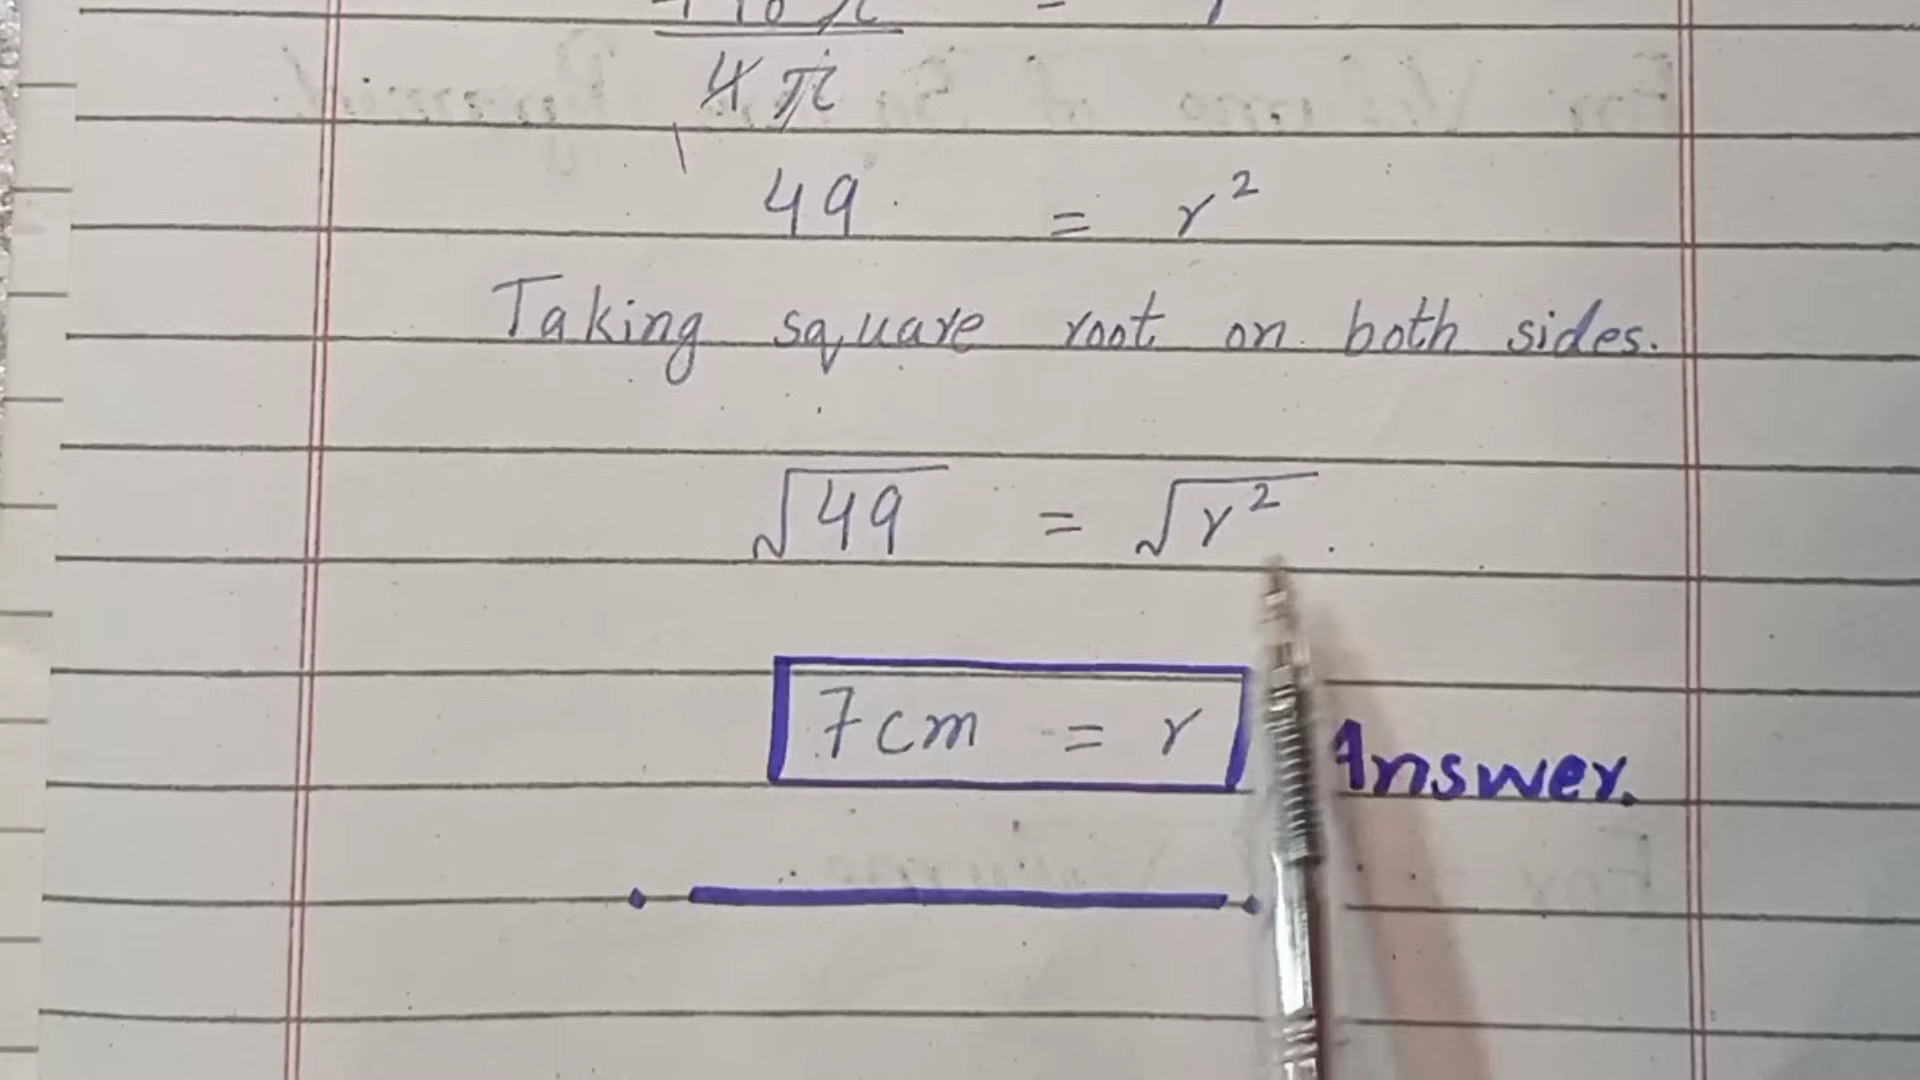 4π
49 = r²
Taking square root on both sides.
√49 = √r²
7cm = r Answer.